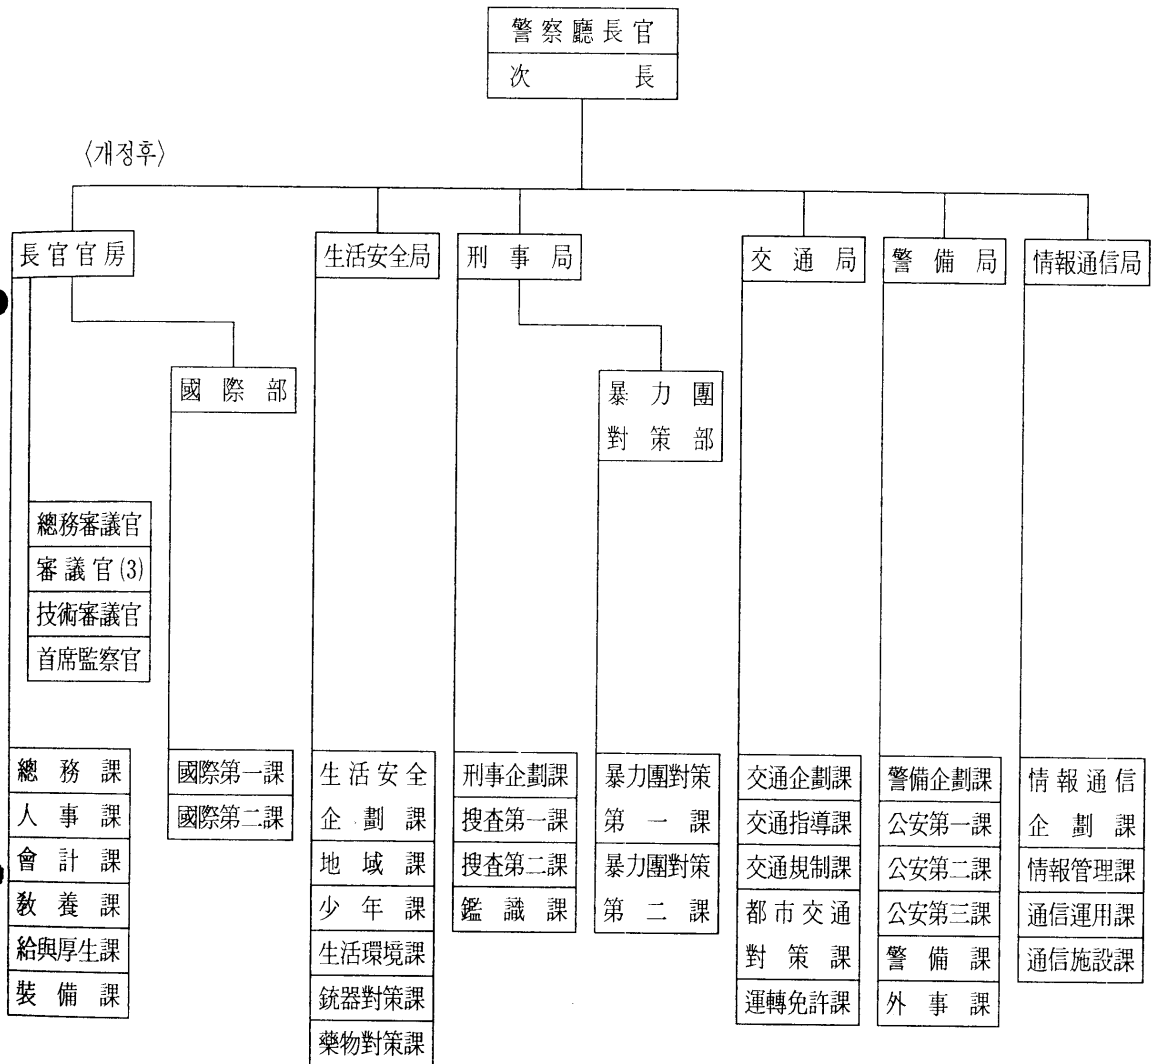 警察廳長官
次長
〈개정후〉
長官官房
生活安全局
刑事局
交通局
警備局
情報通信局
國際部
暴力團
對策部
總務審議官
審議官(3)
技術審議官
首席監察官
總務課
人事課
會計課
敎養課
給與厚生課
裝備課
國際第一課
國際第二課
生活安全
企劃課
地域課
少年課
生活環境課
銃器對策課
藥物對策課
刑事企劃課
搜査第一課
搜査第二課
鑑識課
暴力團對策
第一課
暴力團對策
第二課
交通企劃課
交通指導課
交通規制課
都市交通
對策課
運轉免許課
警備企劃課
公安第一課
公安第二課
公安第三課
警備課
外事課
情報通信
企劃課
情報管理課
通信運用課
通信施設課